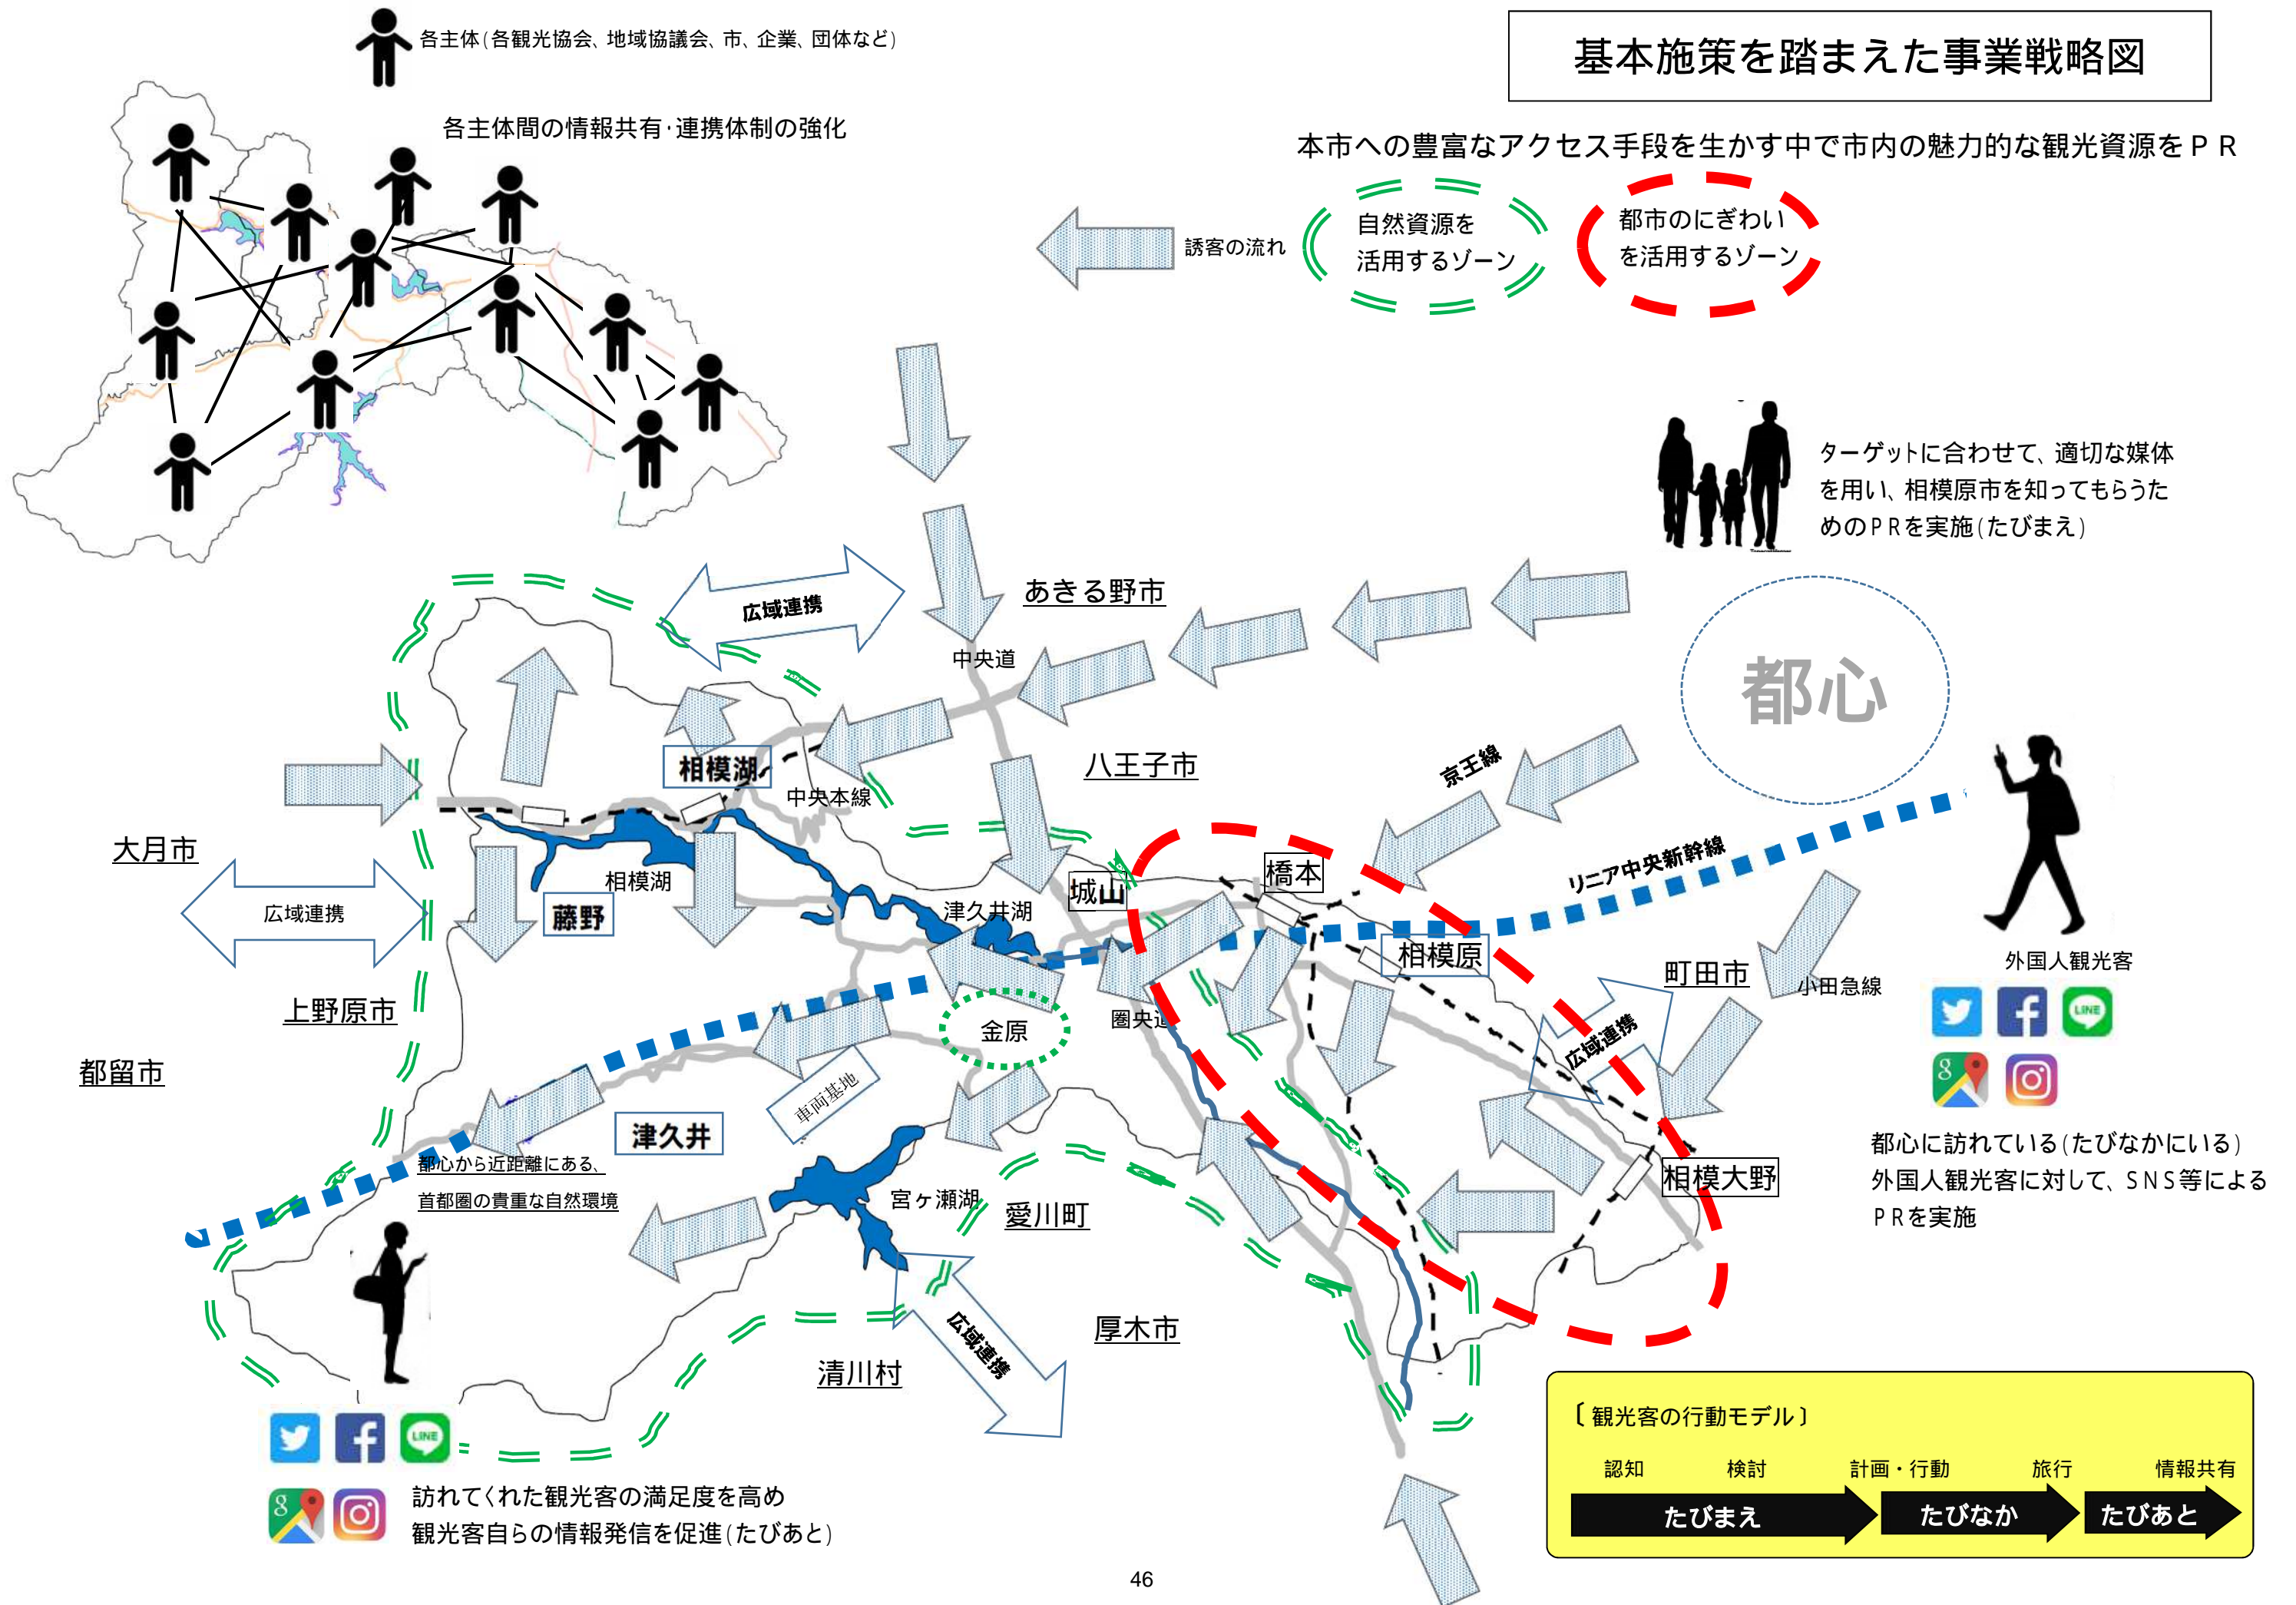 各主体(各観光協会、地域協議会、市、企業、団体など)
基本施策を踏まえた事業戦略図
各主体間の情報共有・連携体制の強化
本市への豊富なアクセス手段を生かす中で市内の魅力的な観光資源をPR
誘客の流れ
自然資源を
活用するゾーン
都市のにぎわい
を活用するゾーン
ターゲットに合わせて、適切な媒体
を用い、相模原市を知ってもらうた
めのPRを実施(たびまえ)
広域連携
あきる野市
中央道
都心
相模湖
中央本線
八王子市
京王線
リニア中央新幹線
大月市
広域連携
相模湖
藤野
津久井湖
城山
橋本
相模原
町田市
小田急線
外国人観光客
上野原市
金原
圏央道
広域連携
都留市
車両基地
津久井
LINE
都心から近距離にある、
首都圏の貴重な自然環境
宮ヶ瀬湖
愛川町
相模大野
都心に訪れている(たびなかにいる)
外国人観光客に対して、SNS等による
PRを実施
広域連携
厚木市
清川村
LINE
訪れてくれた観光客の満足度を高め
観光客自らの情報発信を促進(たびあと)
〔観光客の行動モデル〕
認知 検討 計画・行動 旅行 情報共有
たびまえ たびなか たびあと
46